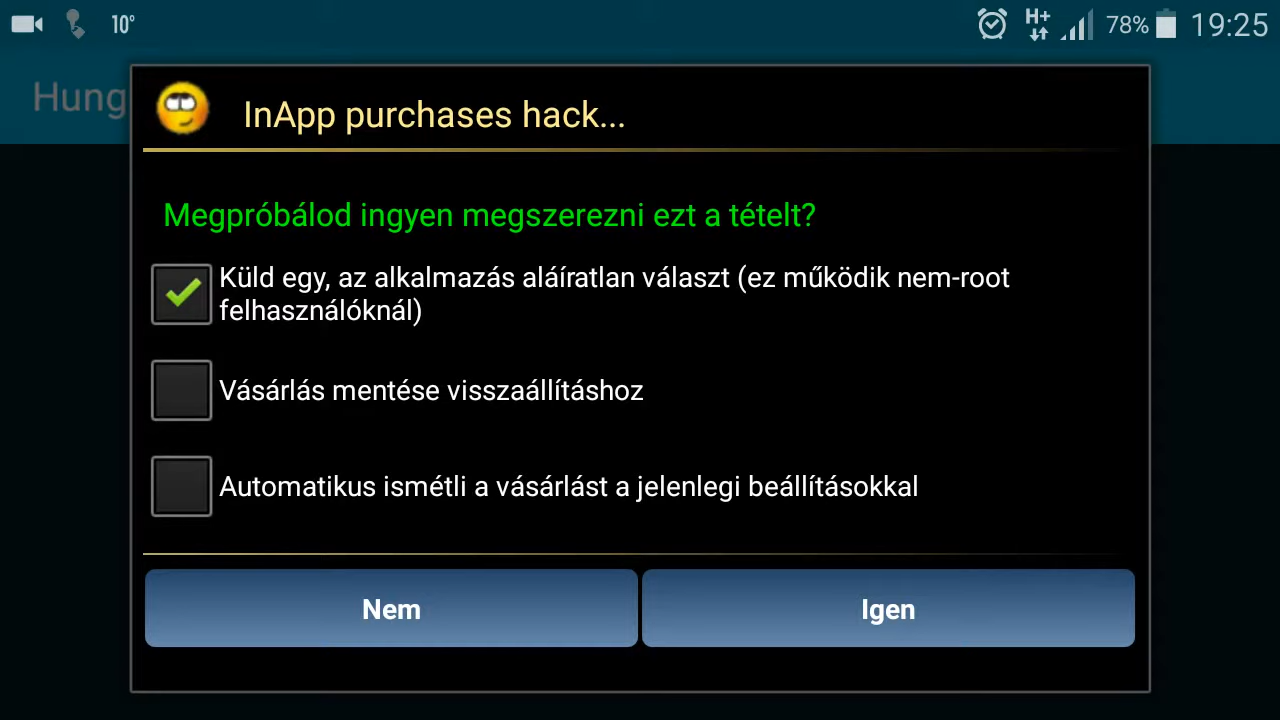 10°
H+
78%
19:25
Hung
InApp purchases hack...
Megpróbálod ingyen megszerezni ezt a tételt?
Küld egy, az alkalmazás aláíratlan választ (ez működik nem-root
felhasználóknál)
Vásárlás mentése visszaállításhoz
Automatikus ismétli a vásárlást a jelenlegi beállításokkal
Nem
Igen